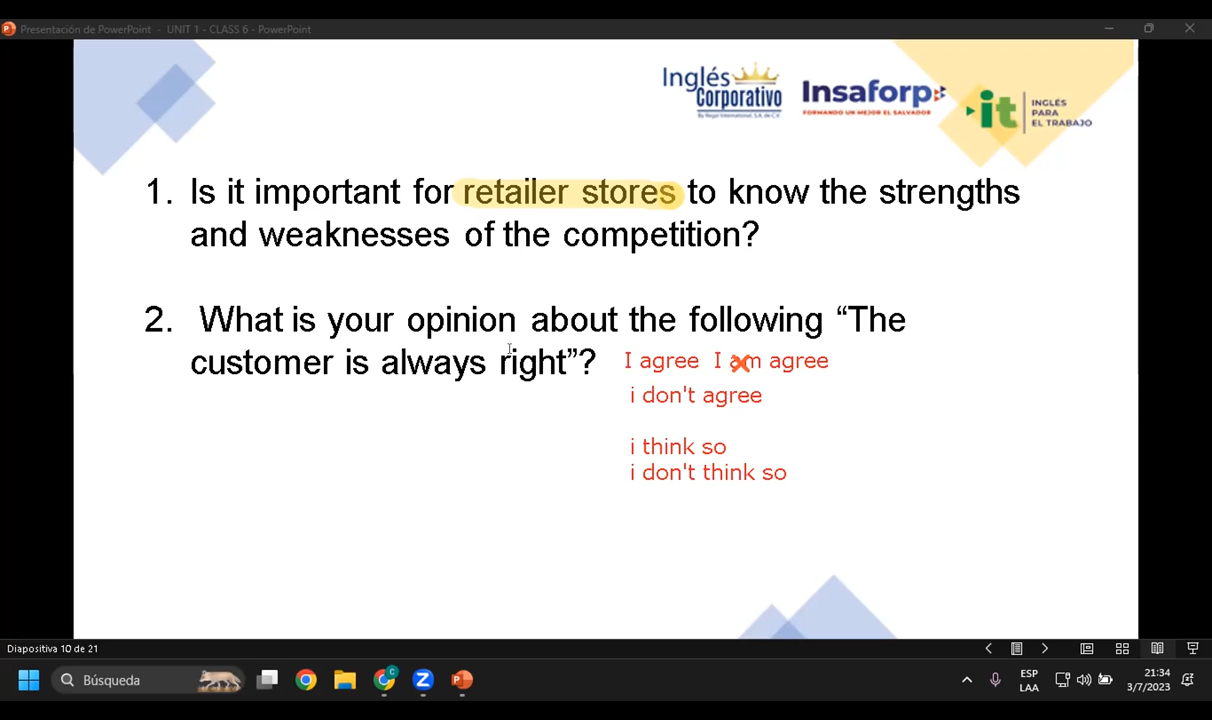 Presentación de PowerPoint - UNIT 1 - CLASS 6 - PowerPoint
Inglés
Corporativo
By Regal International, S.A. de C.V.
Insaforp
FORMANDO UN MEJOR EL SALVADOR
it
INGLÉS
PARA
EL TRABAJO
1. Is it important for retailer stores to know the strengths
and weaknesses of the competition?
2. What is your opinion about the following “The
customer is always right”?
I agree I am agree
i don't agree
i think so
i don't think so
Diapositiva 10 de 21
Búsqueda
ESP
LAA
21:34
3/7/2023